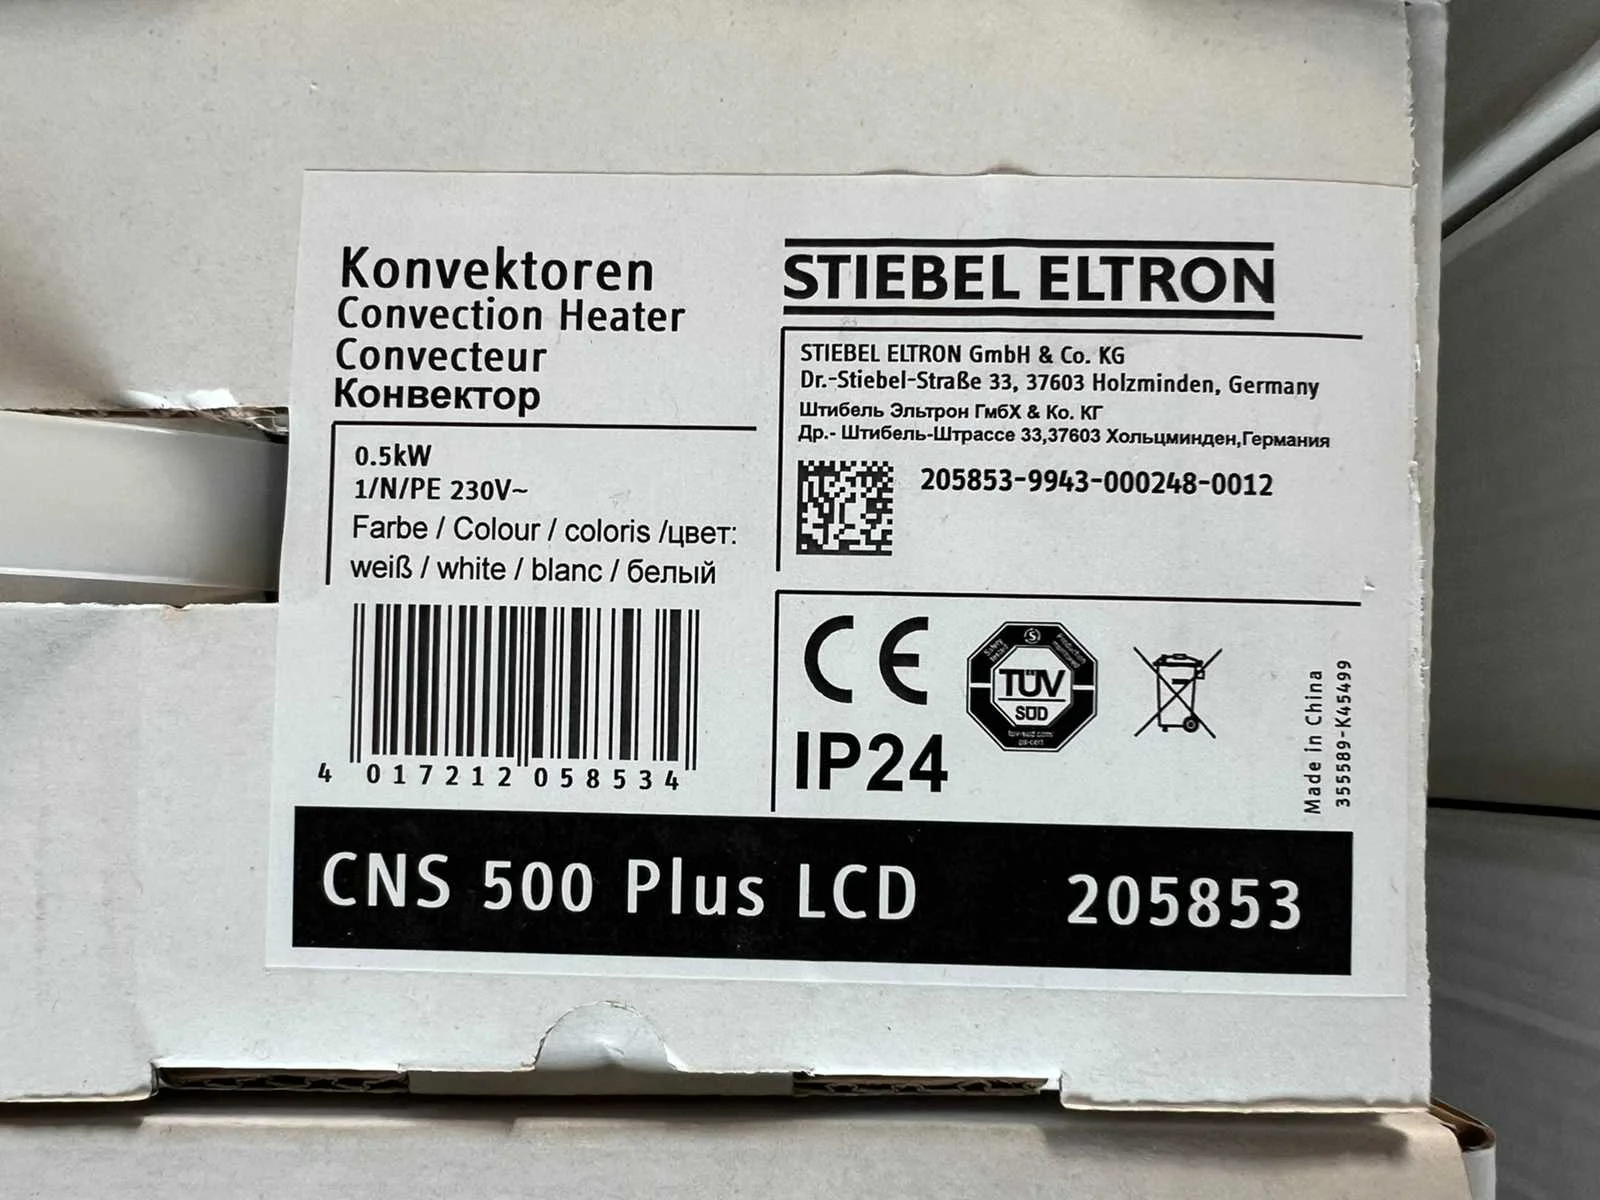 Konvektoren
Convection Heater
Convecteur
Конвектор
0.5kW
1/N/PE 230V~
Farbe / Colour / coloris /цвет:
weiß / white / blanc / белый
4 017212 058534
STIEBEL ELTRON
STIEBEL ELTRON GmbH & Co. KG
Dr.-Stiebel-Straße 33, 37603 Holzminden, Germany
Штибель Эльтрон ГмбХ & Ко. КГ
Др.- Штибель-Штрассе 33,37603 Хольцминден,Германия
205853-9943-000248-0012
CE
TÜV
SÜD
IP24
Made in China
355589-K45499
CNS 500 Plus LCD 205853